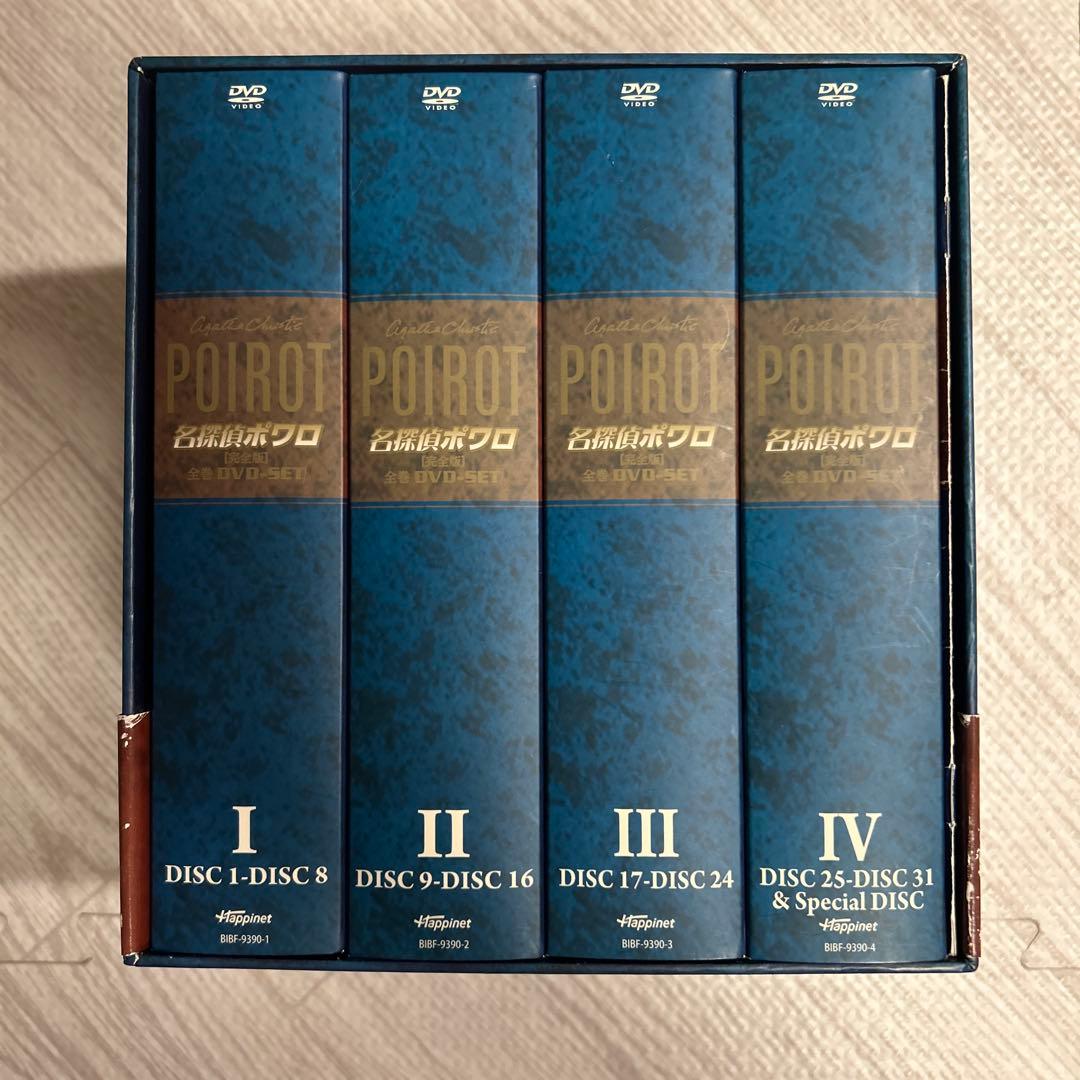 DVD
VIDEO
Agatha Christie
POIROT
名探偵ポワロ
[完全版]
全巻 DVD-SET
I
DISC 1-DISC 8
Happinet
BIBF-9390-1
DVD
VIDEO
Agatha Christie
POIROT
名探偵ポワロ
[完全版]
全巻 DVD-SET
II
DISC 9-DISC 16
Happinet
BIBF-9390-2
DVD
VIDEO
Agatha Christie
POIROT
名探偵ポワロ
[完全版]
全巻 DVD-SET
III
DISC 17-DISC 24
Happinet
BIBF-9390-3
DVD
VIDEO
Agatha Christie
POIROT
名探偵ポワロ
[完全版]
全巻 DVD-SET
IV
DISC 25-DISC 31
& Special DISC
Happinet
BIBF-9390-4